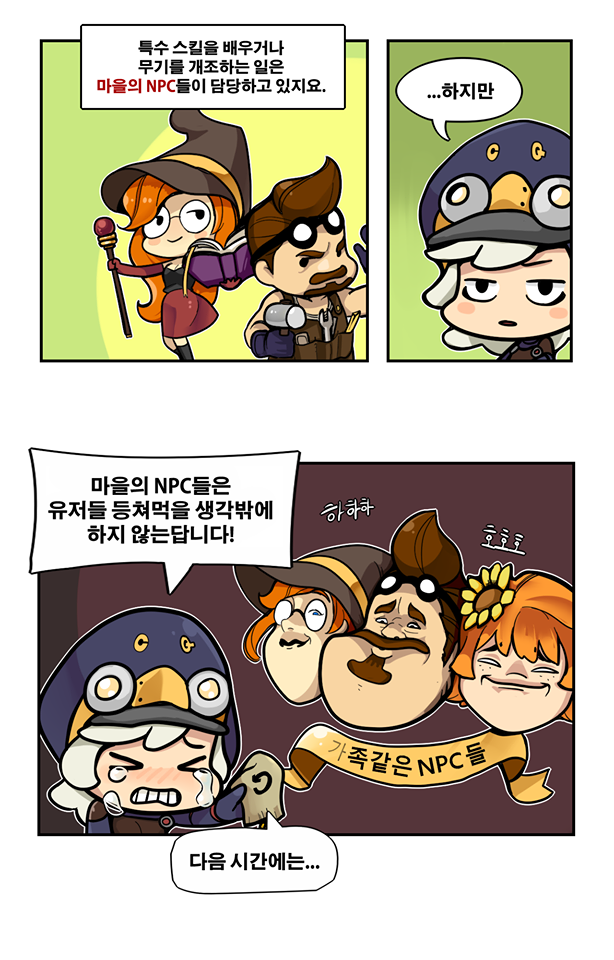 특수 스킬을 배우거나
무기를 개조하는 일은
마을의 NPC들이 담당하고 있지요.
...하지만
C G
마을의 NPC들은
유저들 등쳐먹을 생각밖에
하지 않는답니다!
하하하
호호호
C G
가족같은 NPC들
다음 시간에는...